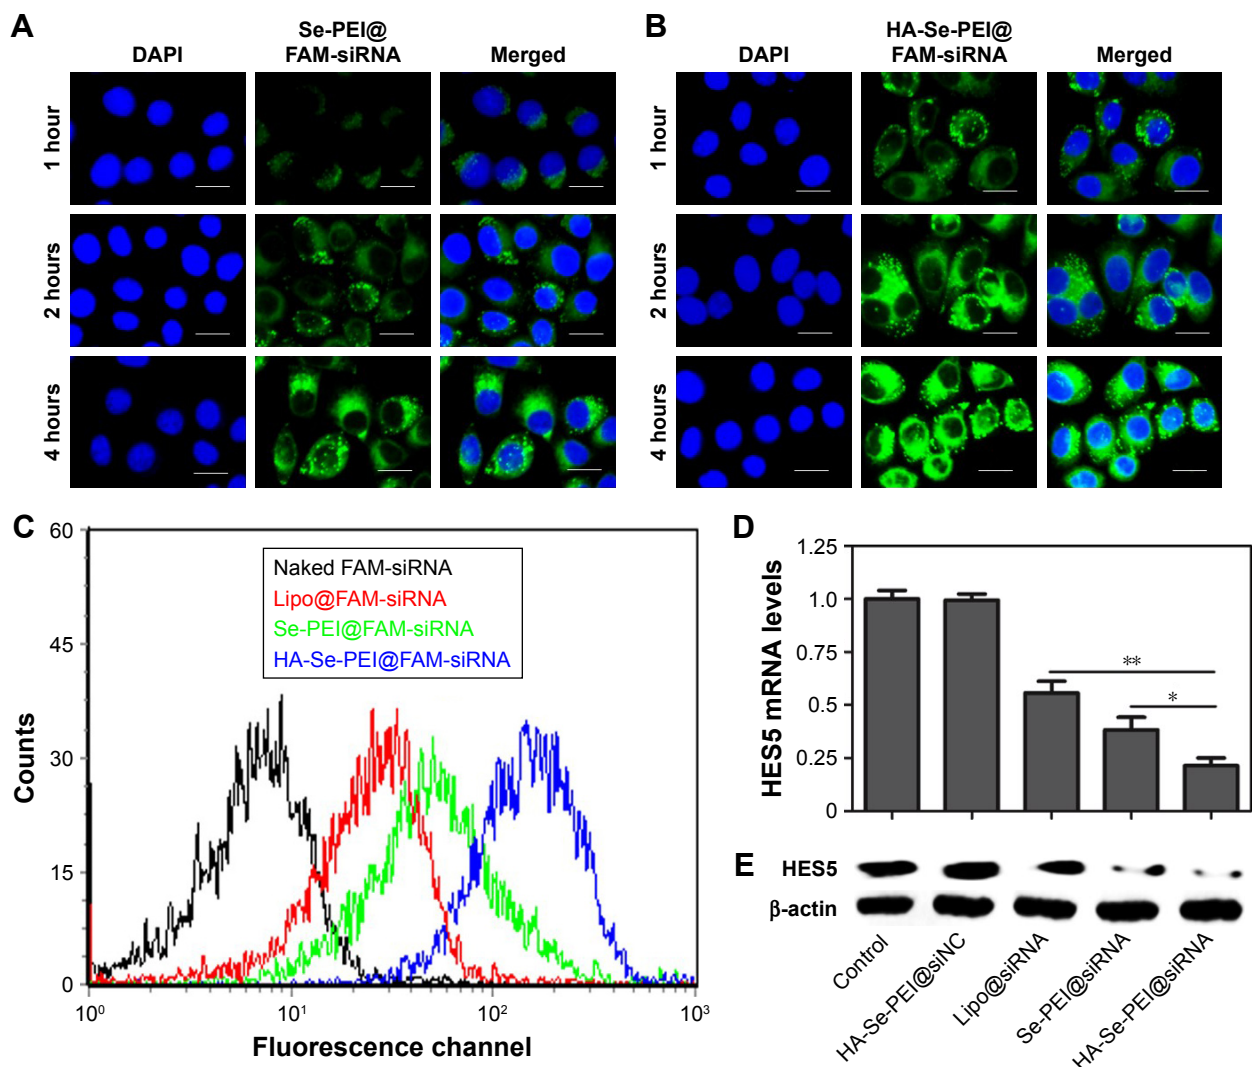 A
Se-PEI@
DAPI FAM-siRNA Merged
1 hour
2 hours
4 hours
B
HA-Se-PEI@
DAPI FAM-siRNA Merged
1 hour
2 hours
4 hours
C
60
45
30
15
0
Counts
Naked FAM-siRNA
Lipo@FAM-siRNA
Se-PEI@FAM-siRNA
HA-Se-PEI@FAM-siRNA
10⁰ 10¹ 10² 10³
Fluorescence channel
D
1.25
1.0
0.75
0.5
0.25
0
HES5 mRNA levels
**
*
E
HES5
β-actin
Control
HA-Se-PEI@siNC
Lipo@siRNA
Se-PEI@siRNA
HA-Se-PEI@siRNA